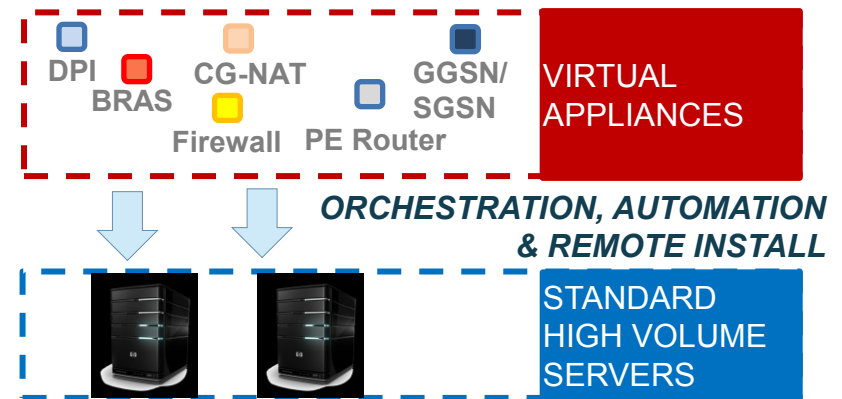 DPI
BRAS
CG-NAT
Firewall
PE Router
GGSN/
SGSN
VIRTUAL
APPLIANCES
ORCHESTRATION, AUTOMATION
& REMOTE INSTALL
STANDARD
HIGH VOLUME
SERVERS